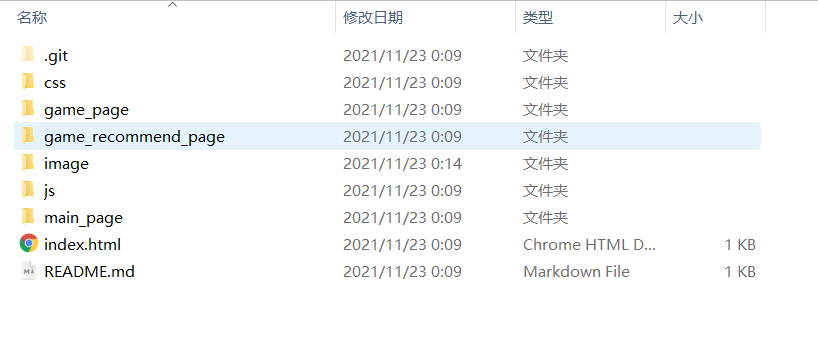 名称 修改日期 类型 大小
.git 2021/11/23 0:09 文件夹
css 2021/11/23 0:09 文件夹
game_page 2021/11/23 0:09 文件夹
game_recommend_page 2021/11/23 0:09 文件夹
image 2021/11/23 0:14 文件夹
js 2021/11/23 0:09 文件夹
main_page 2021/11/23 0:09 文件夹
index.html 2021/11/23 0:09 Chrome HTML D... 1 KB
README.md 2021/11/23 0:09 Markdown File 1 KB